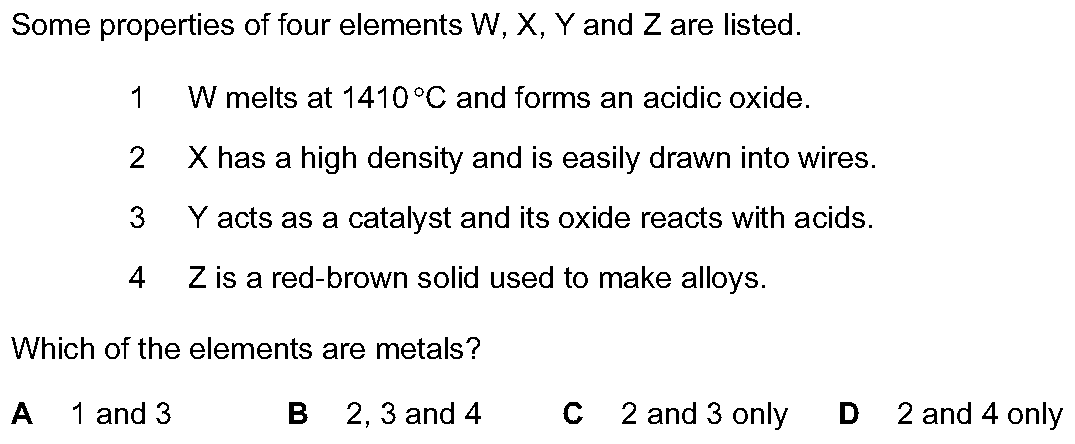 Some properties of four elements W, X, Y and Z are listed.
1 W melts at 1410 °C and forms an acidic oxide.
2 X has a high density and is easily drawn into wires.
3 Y acts as a catalyst and its oxide reacts with acids.
4 Z is a red-brown solid used to make alloys.
Which of the elements are metals?
A 1 and 3 B 2, 3 and 4 C 2 and 3 only D 2 and 4 only